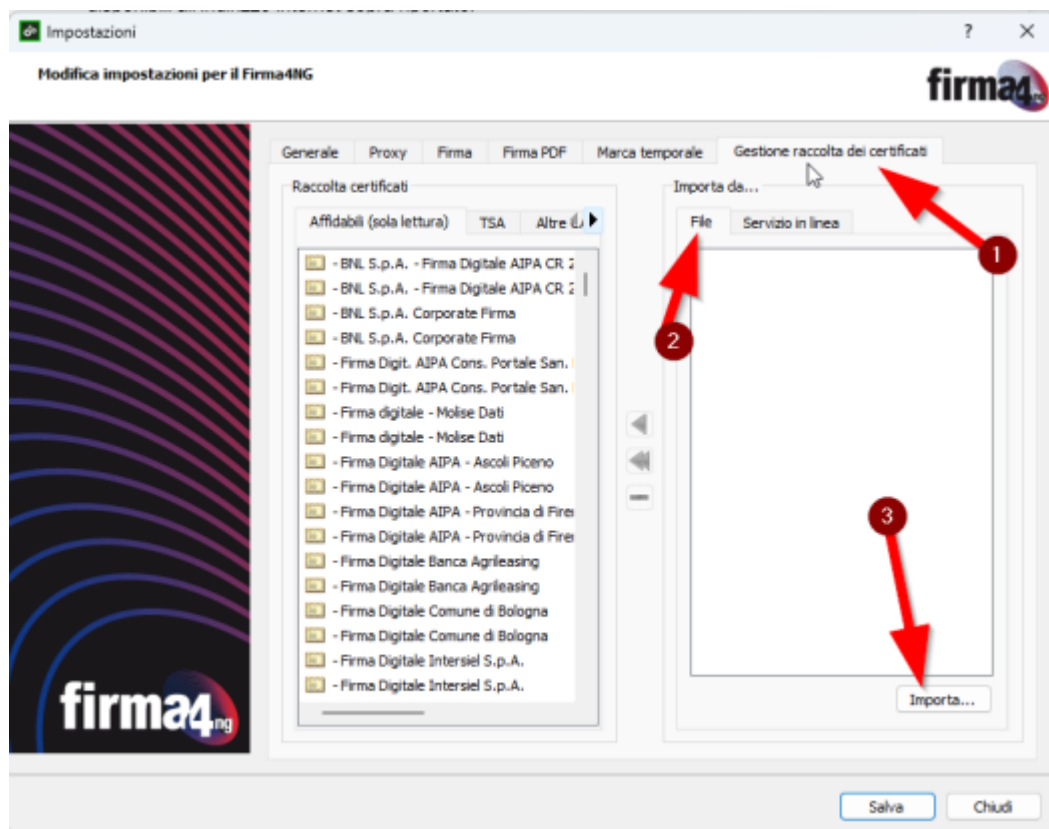 Impostazioni
?
Modifica impostazioni per il Firma4NG
firma4ng
Generale
Proxy
Firma
Firma PDF
Marca temporale
Gestione raccolta dei certificati
Raccolta certificati
Affidabili (sola lettura)
TSA
Altre
- BNL S.p.A. - Firma Digitale AIPA CR 2
- BNL S.p.A. - Firma Digitale AIPA CR 2
- BNL S.p.A. Corporate Firma
- BNL S.p.A. Corporate Firma
- Firma Digit. AIPA Cons. Portale San.
- Firma Digit. AIPA Cons. Portale San.
- Firma digitale - Molise Dati
- Firma digitale - Molise Dati
- Firma Digitale AIPA - Ascoli Piceno
- Firma Digitale AIPA - Ascoli Piceno
- Firma Digitale AIPA - Provincia di Firen
- Firma Digitale AIPA - Provincia di Firen
- Firma Digitale Banca Agrileasing
- Firma Digitale Banca Agrileasing
- Firma Digitale Comune di Bologna
- Firma Digitale Comune di Bologna
- Firma Digitale Intersiel S.p.A.
- Firma Digitale Intersiel S.p.A.
Importa da...
File
Servizio in linea
1
2
3
Importa...
firma4ng
Salva
Chiudi